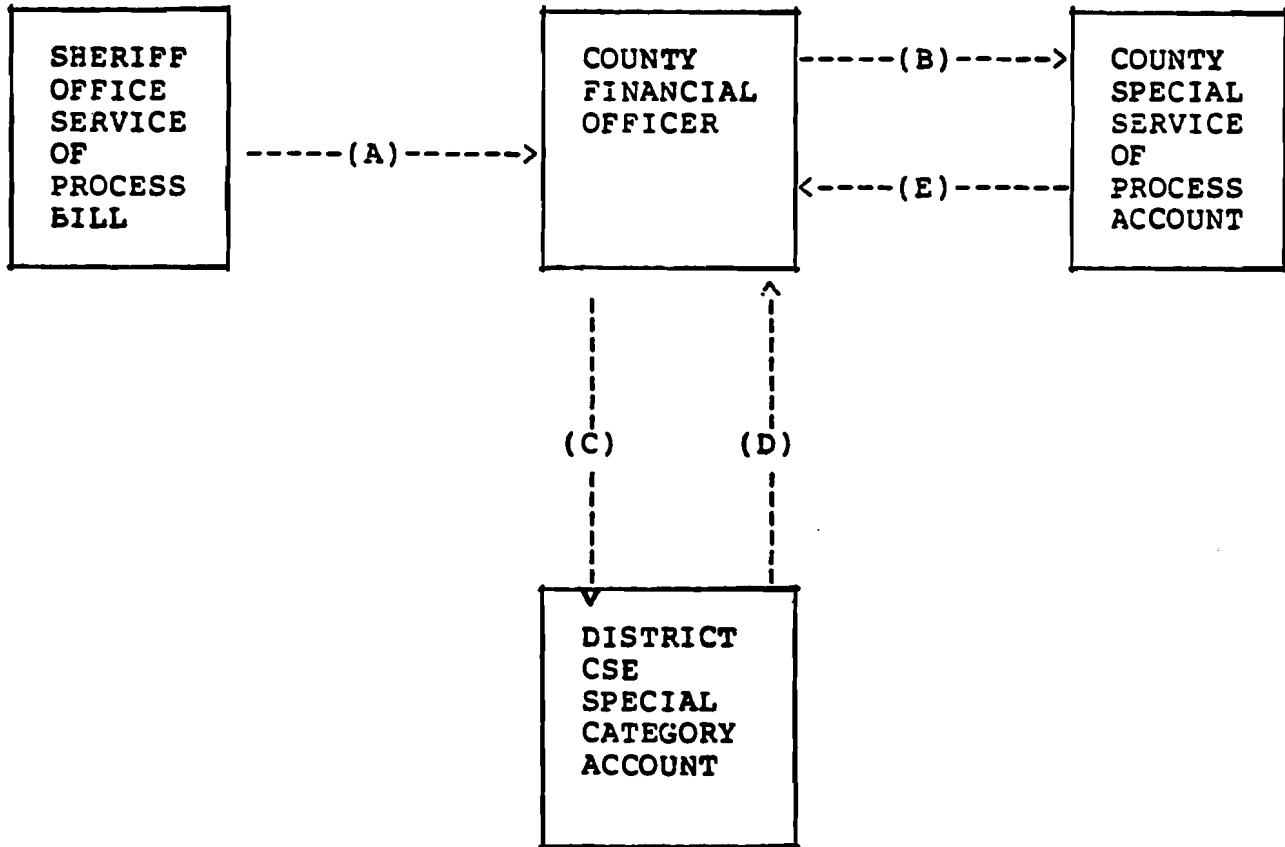 SHERIFF
OFFICE
SERVICE
OF
PROCESS
BILL
-----(A)------>
COUNTY
FINANCIAL
OFFICER
-----(B)----->
<----(E)------
COUNTY
SPECIAL
SERVICE
OF
PROCESS
ACCOUNT
(C)
(D)
DISTRICT
CSE
SPECIAL
CATEGORY
ACCOUNT